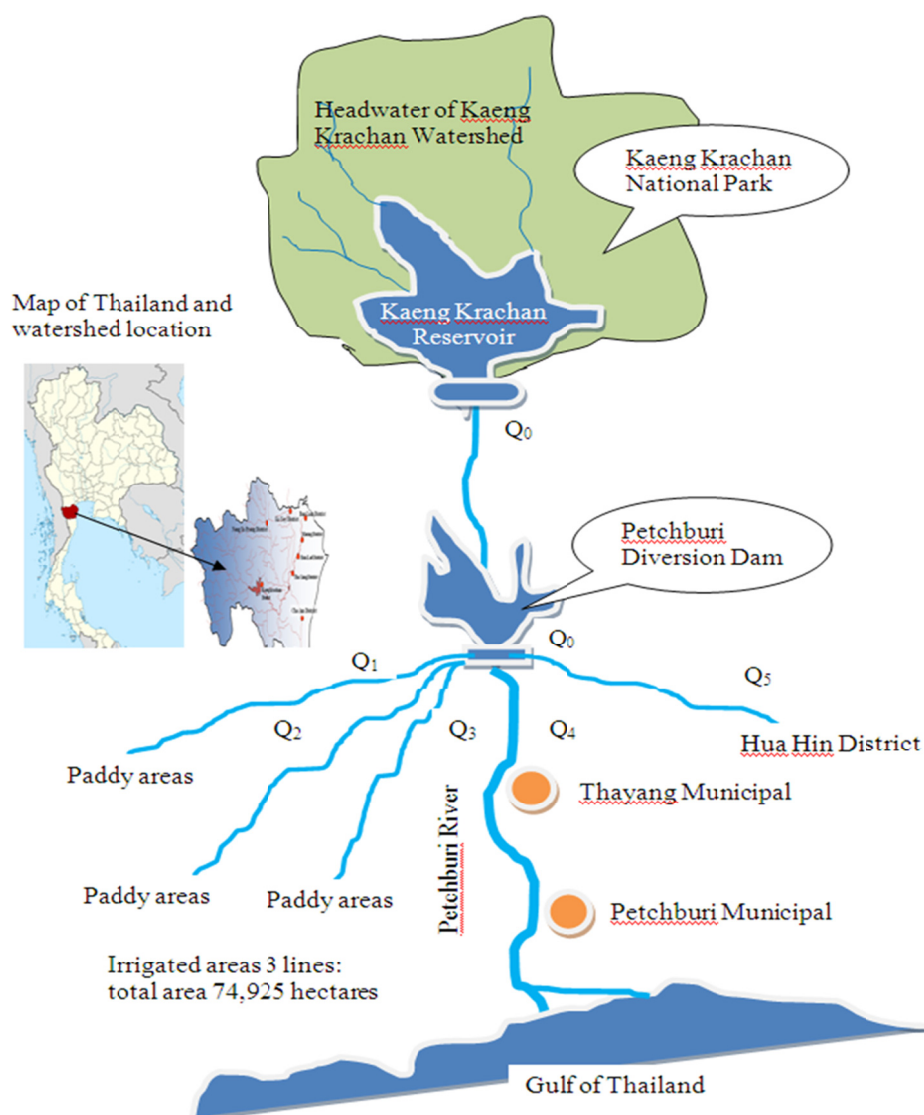 Headwater of Kaeng
Krachan Watershed
Kaeng Krachan
National Park
Map of Thailand and
watershed location
Kaeng Krachan
Reservoir
Q0
Petchburi
Diversion Dam
Q0
Q1
Q5
Q2
Q3
Q4
Hua Hin District
Paddy areas
Thayang Municipal
Petchburi River
Paddy areas
Paddy areas
Petchburi Municipal
Irrigated areas 3 lines:
total area 74,925 hectares
Gulf of Thailand